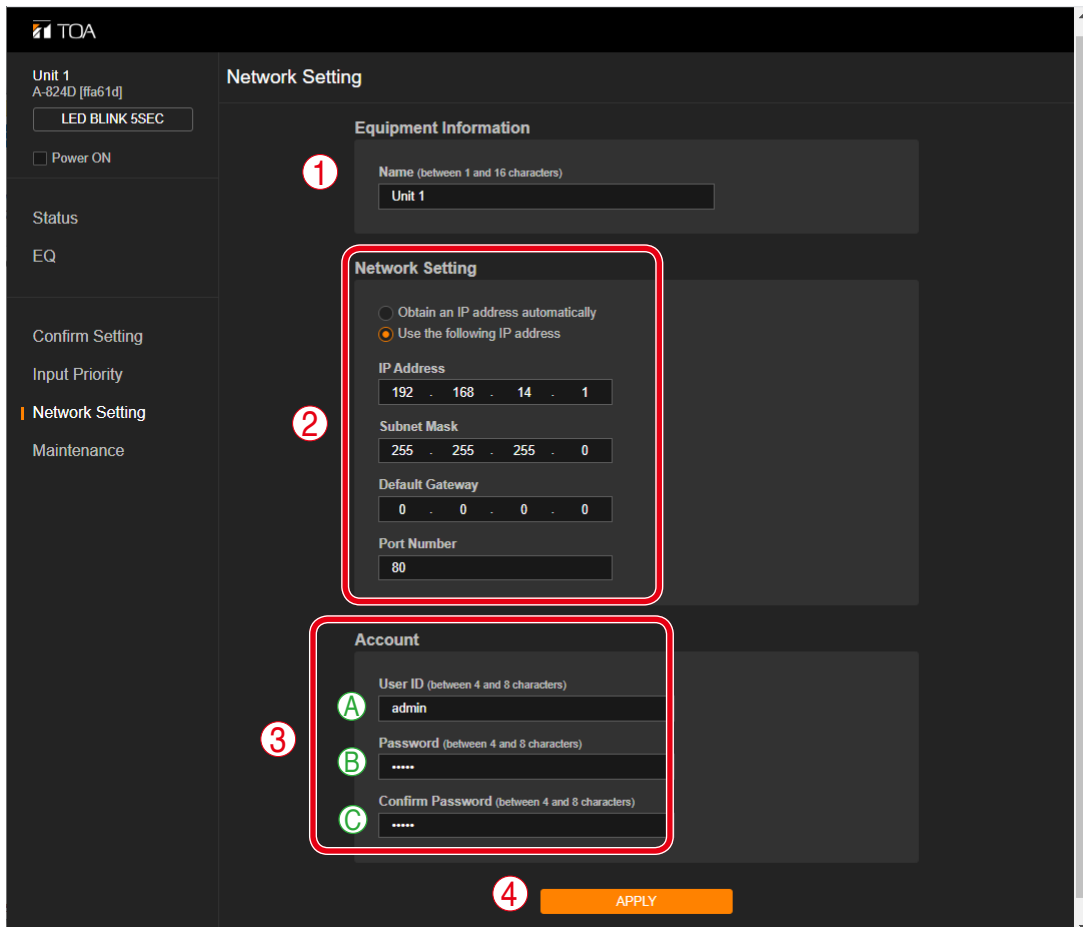 TOA
Unit 1
A-824D [ffa61d]
LED BLINK 5SEC
Power ON
Status
EQ
Confirm Setting
Input Priority
Network Setting
Maintenance
Network Setting
Equipment Information
1
Name (between 1 and 16 characters)
Unit 1
Network Setting
Obtain an IP address automatically
Use the following IP address
IP Address
192 . 168 . 14 . 1
2
Subnet Mask
255 . 255 . 255 . 0
Default Gateway
0 . 0 . 0 . 0
Port Number
80
Account
3
User ID (between 4 and 8 characters)
A admin
Password (between 4 and 8 characters)
B •••••
Confirm Password (between 4 and 8 characters)
C •••••
4 APPLY